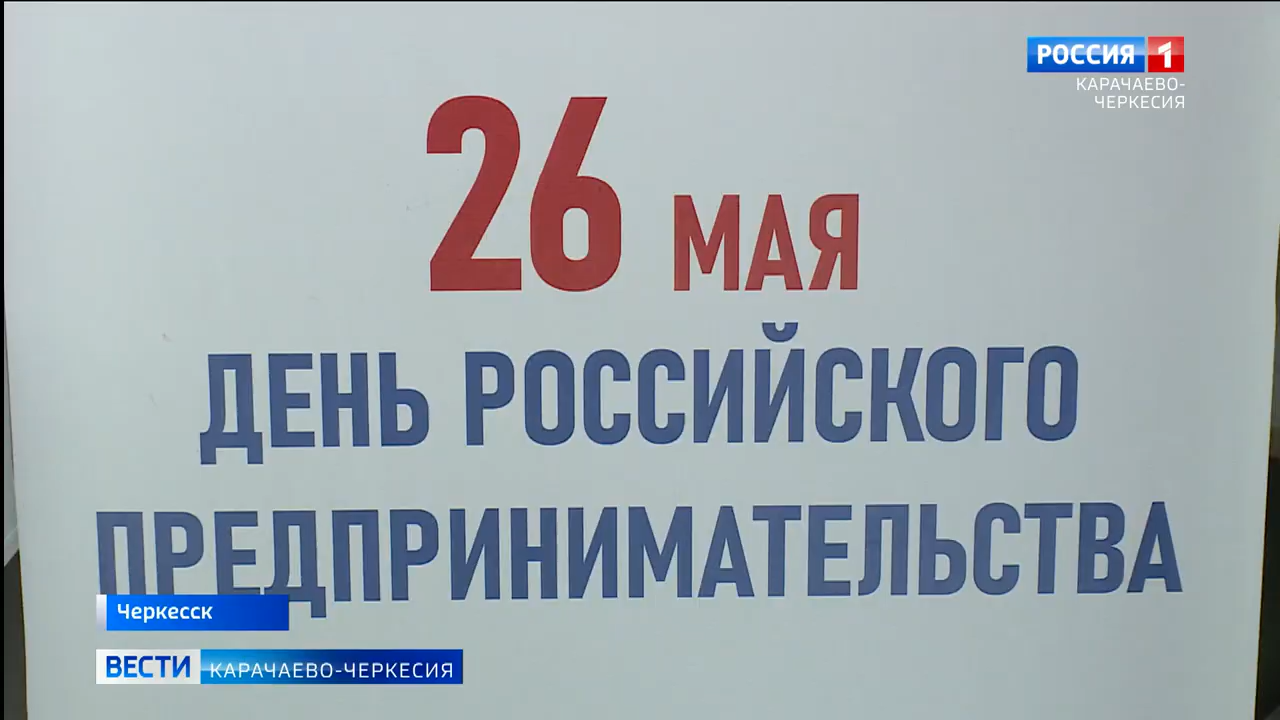 РОССИЯ 1
КАРАЧАЕВО-
ЧЕРКЕСИЯ
26 МАЯ
ДЕНЬ РОССИЙСКОГО
ПРЕДПРИНИМАТЕЛЬСТВА
Черкесск
ВЕСТИ КАРАЧАЕВО-ЧЕРКЕСИЯ